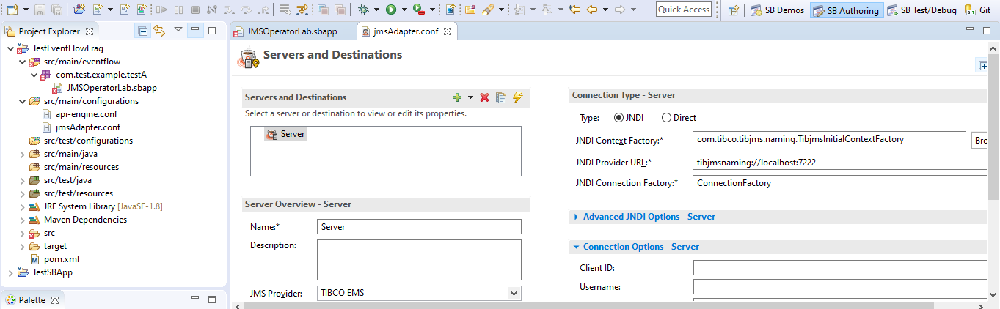 Quick Access
SB Demos
SB Authoring
SB Test/Debug
Git
Project Explorer
TestEventFlowFrag
src/main/eventflow
com.test.example.testA
JMSOperatorLab.sbapp
src/main/configurations
api-engine.conf
jmsAdapter.conf
src/test/configurations
src/main/java
src/main/resources
src/test/java
src/test/resources
JRE System Library [JavaSE-1.8]
Maven Dependencies
src
target
pom.xml
TestSBApp
Palette
JMSOperatorLab.sbapp
jmsAdapter.conf
Servers and Destinations
Servers and Destinations
Select a server or destination to view or edit its properties.
Server
Server Overview - Server
Name:* Server
Description:
JMS Provider: TIBCO EMS
Connection Type - Server
Type: JNDI Direct
JNDI Context Factory:* com.tibco.tibjms.naming.TibjmsInitialContextFactory Bro
JNDI Provider URL:* tibjmsnaming://localhost:7222
JNDI Connection Factory:* ConnectionFactory
Advanced JNDI Options - Server
Connection Options - Server
Client ID:
Username: